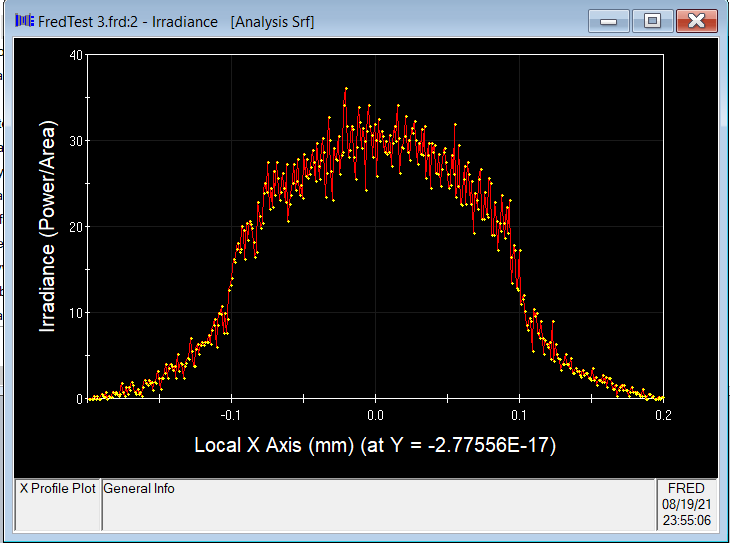 FredTest 3.frd:2 - Irradiance [Analysis Srf]
40
30
20
10
0
Irradiance (Power/Area)
-0.1 0.0 0.1 0.2
Local X Axis (mm) (at Y = -2.77556E-17)
X Profile Plot General Info FRED
08/19/21
23:55:06